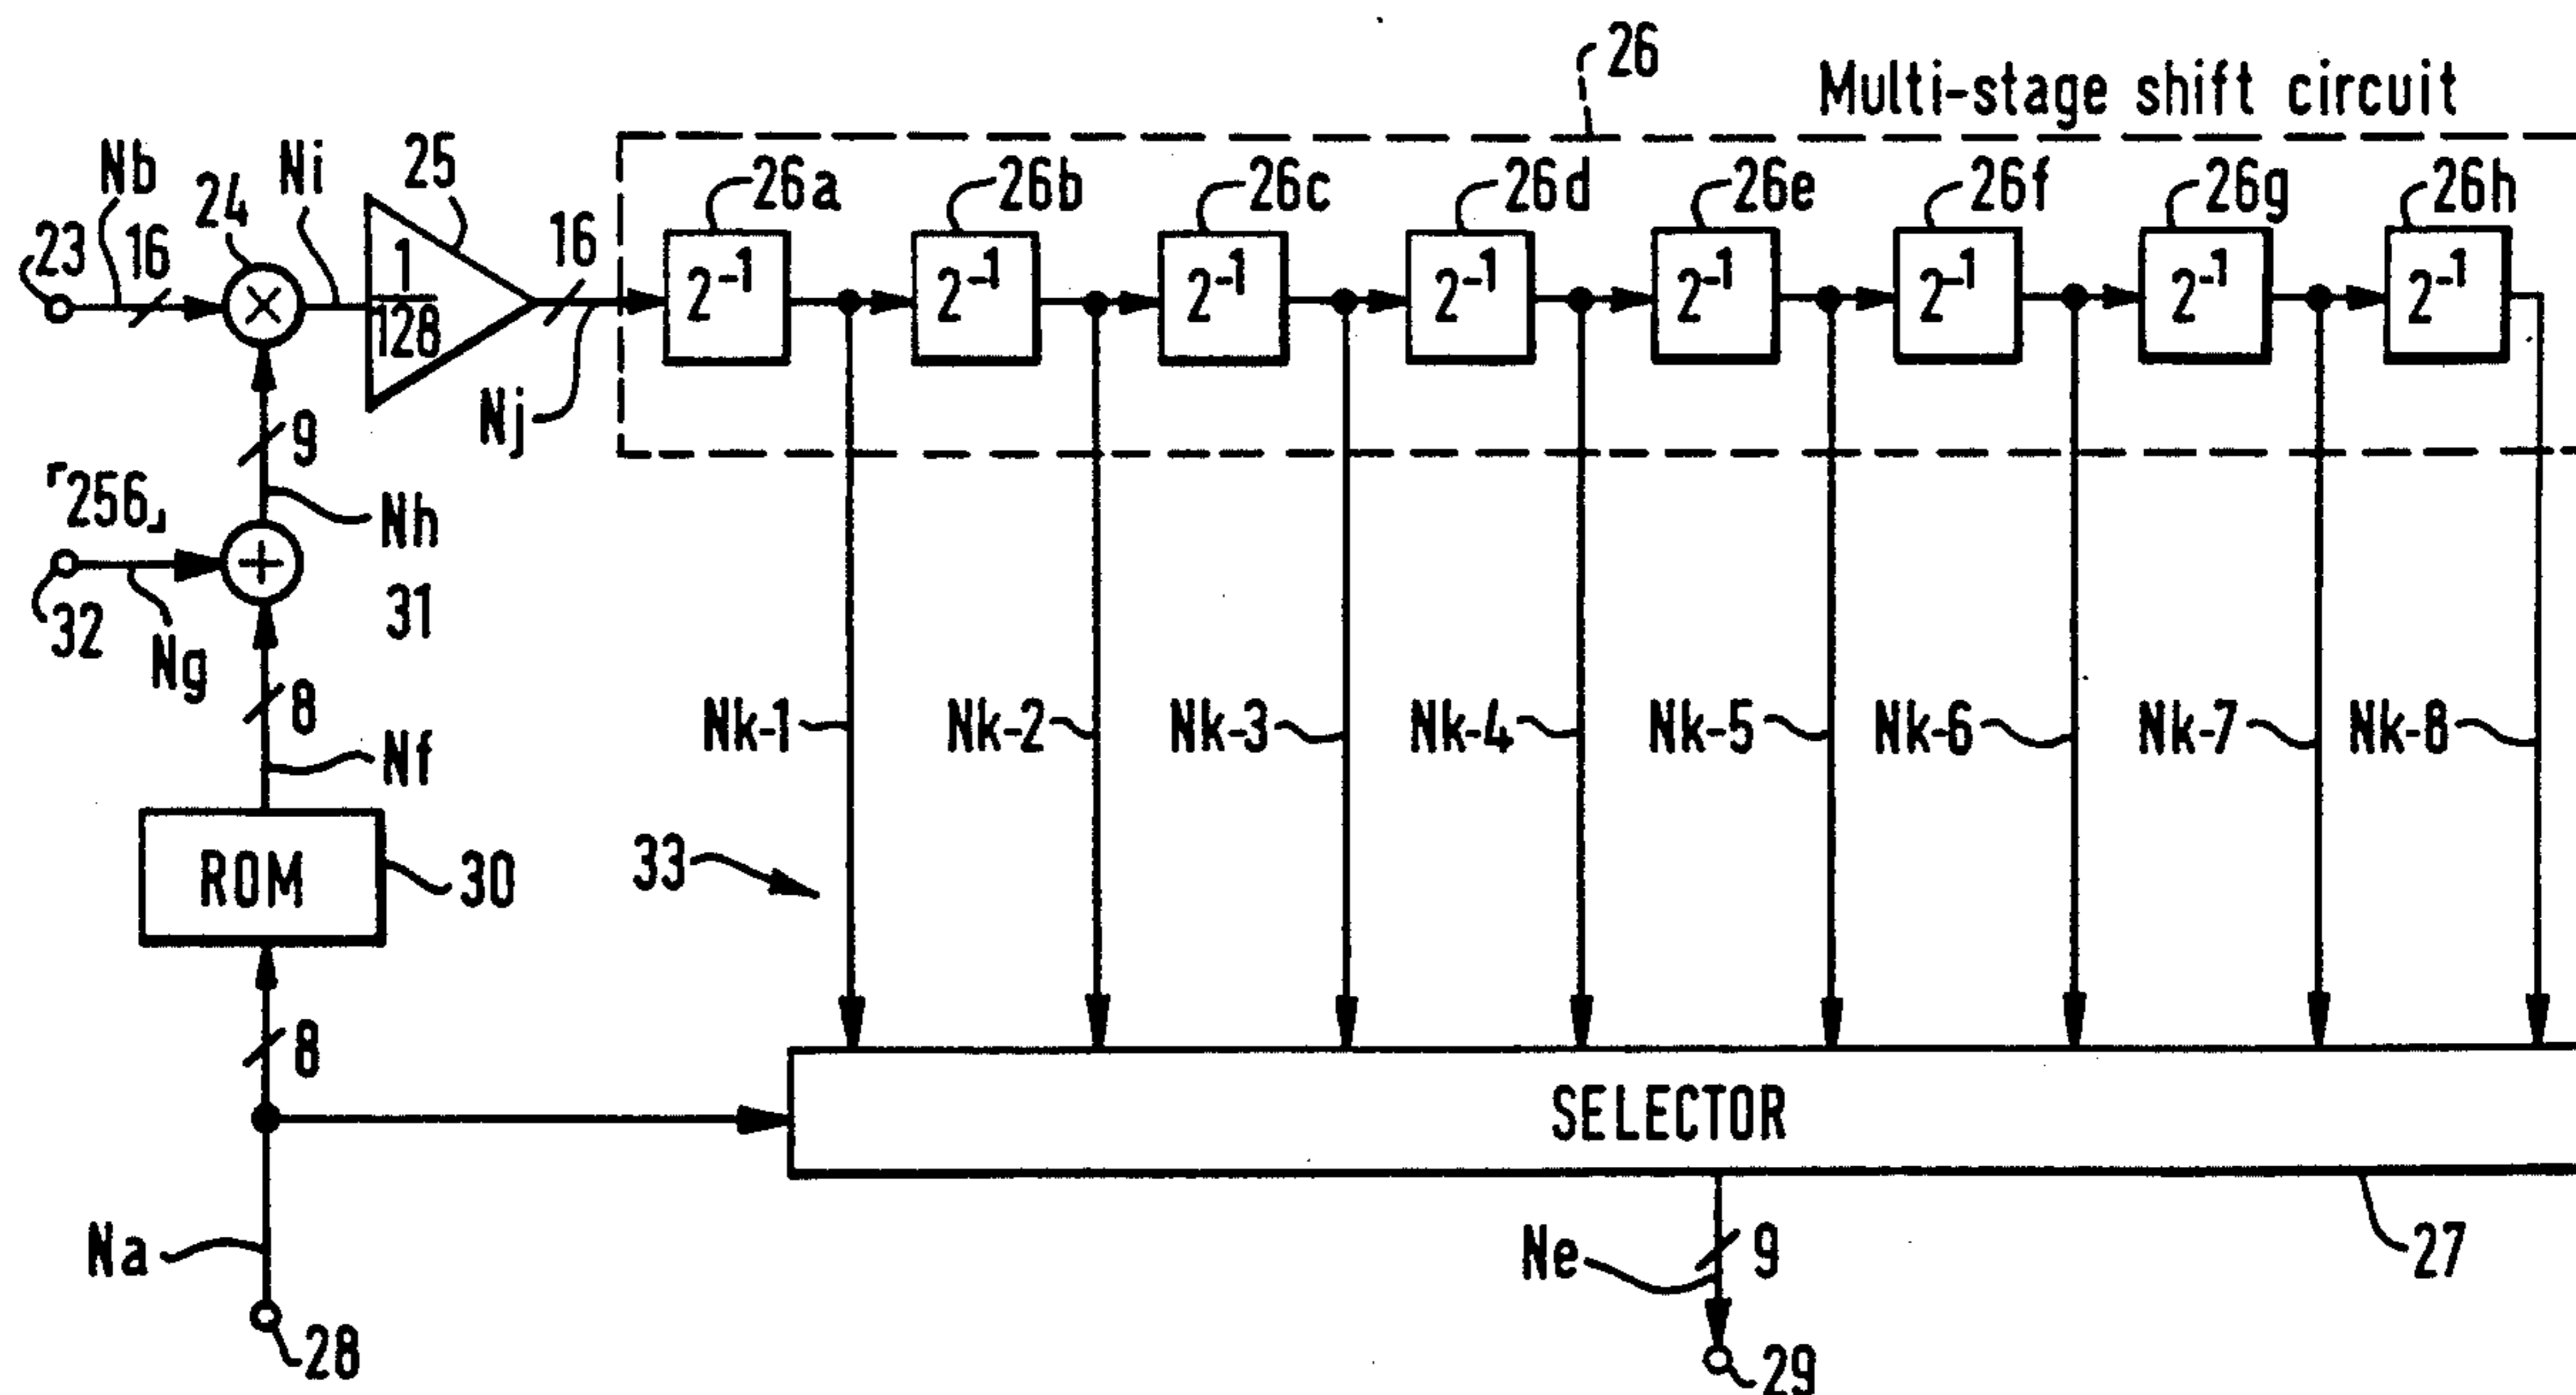 26
Multi-stage shift circuit
Nb
24
Ni
25
16
26a
26b
26c
26d
26e
26f
26g
26h
23
16
1
128
2⁻¹
2⁻¹
2⁻¹
2⁻¹
2⁻¹
2⁻¹
2⁻¹
2⁻¹
×
Nj
9
「256」
Nh
+
31
32
Ng
8
Nf
Nk-1
Nk-2
Nk-3
Nk-4
Nk-5
Nk-6
Nk-7
Nk-8
ROM
30
33
8
SELECTOR
Na
Ne
9
27
28
29